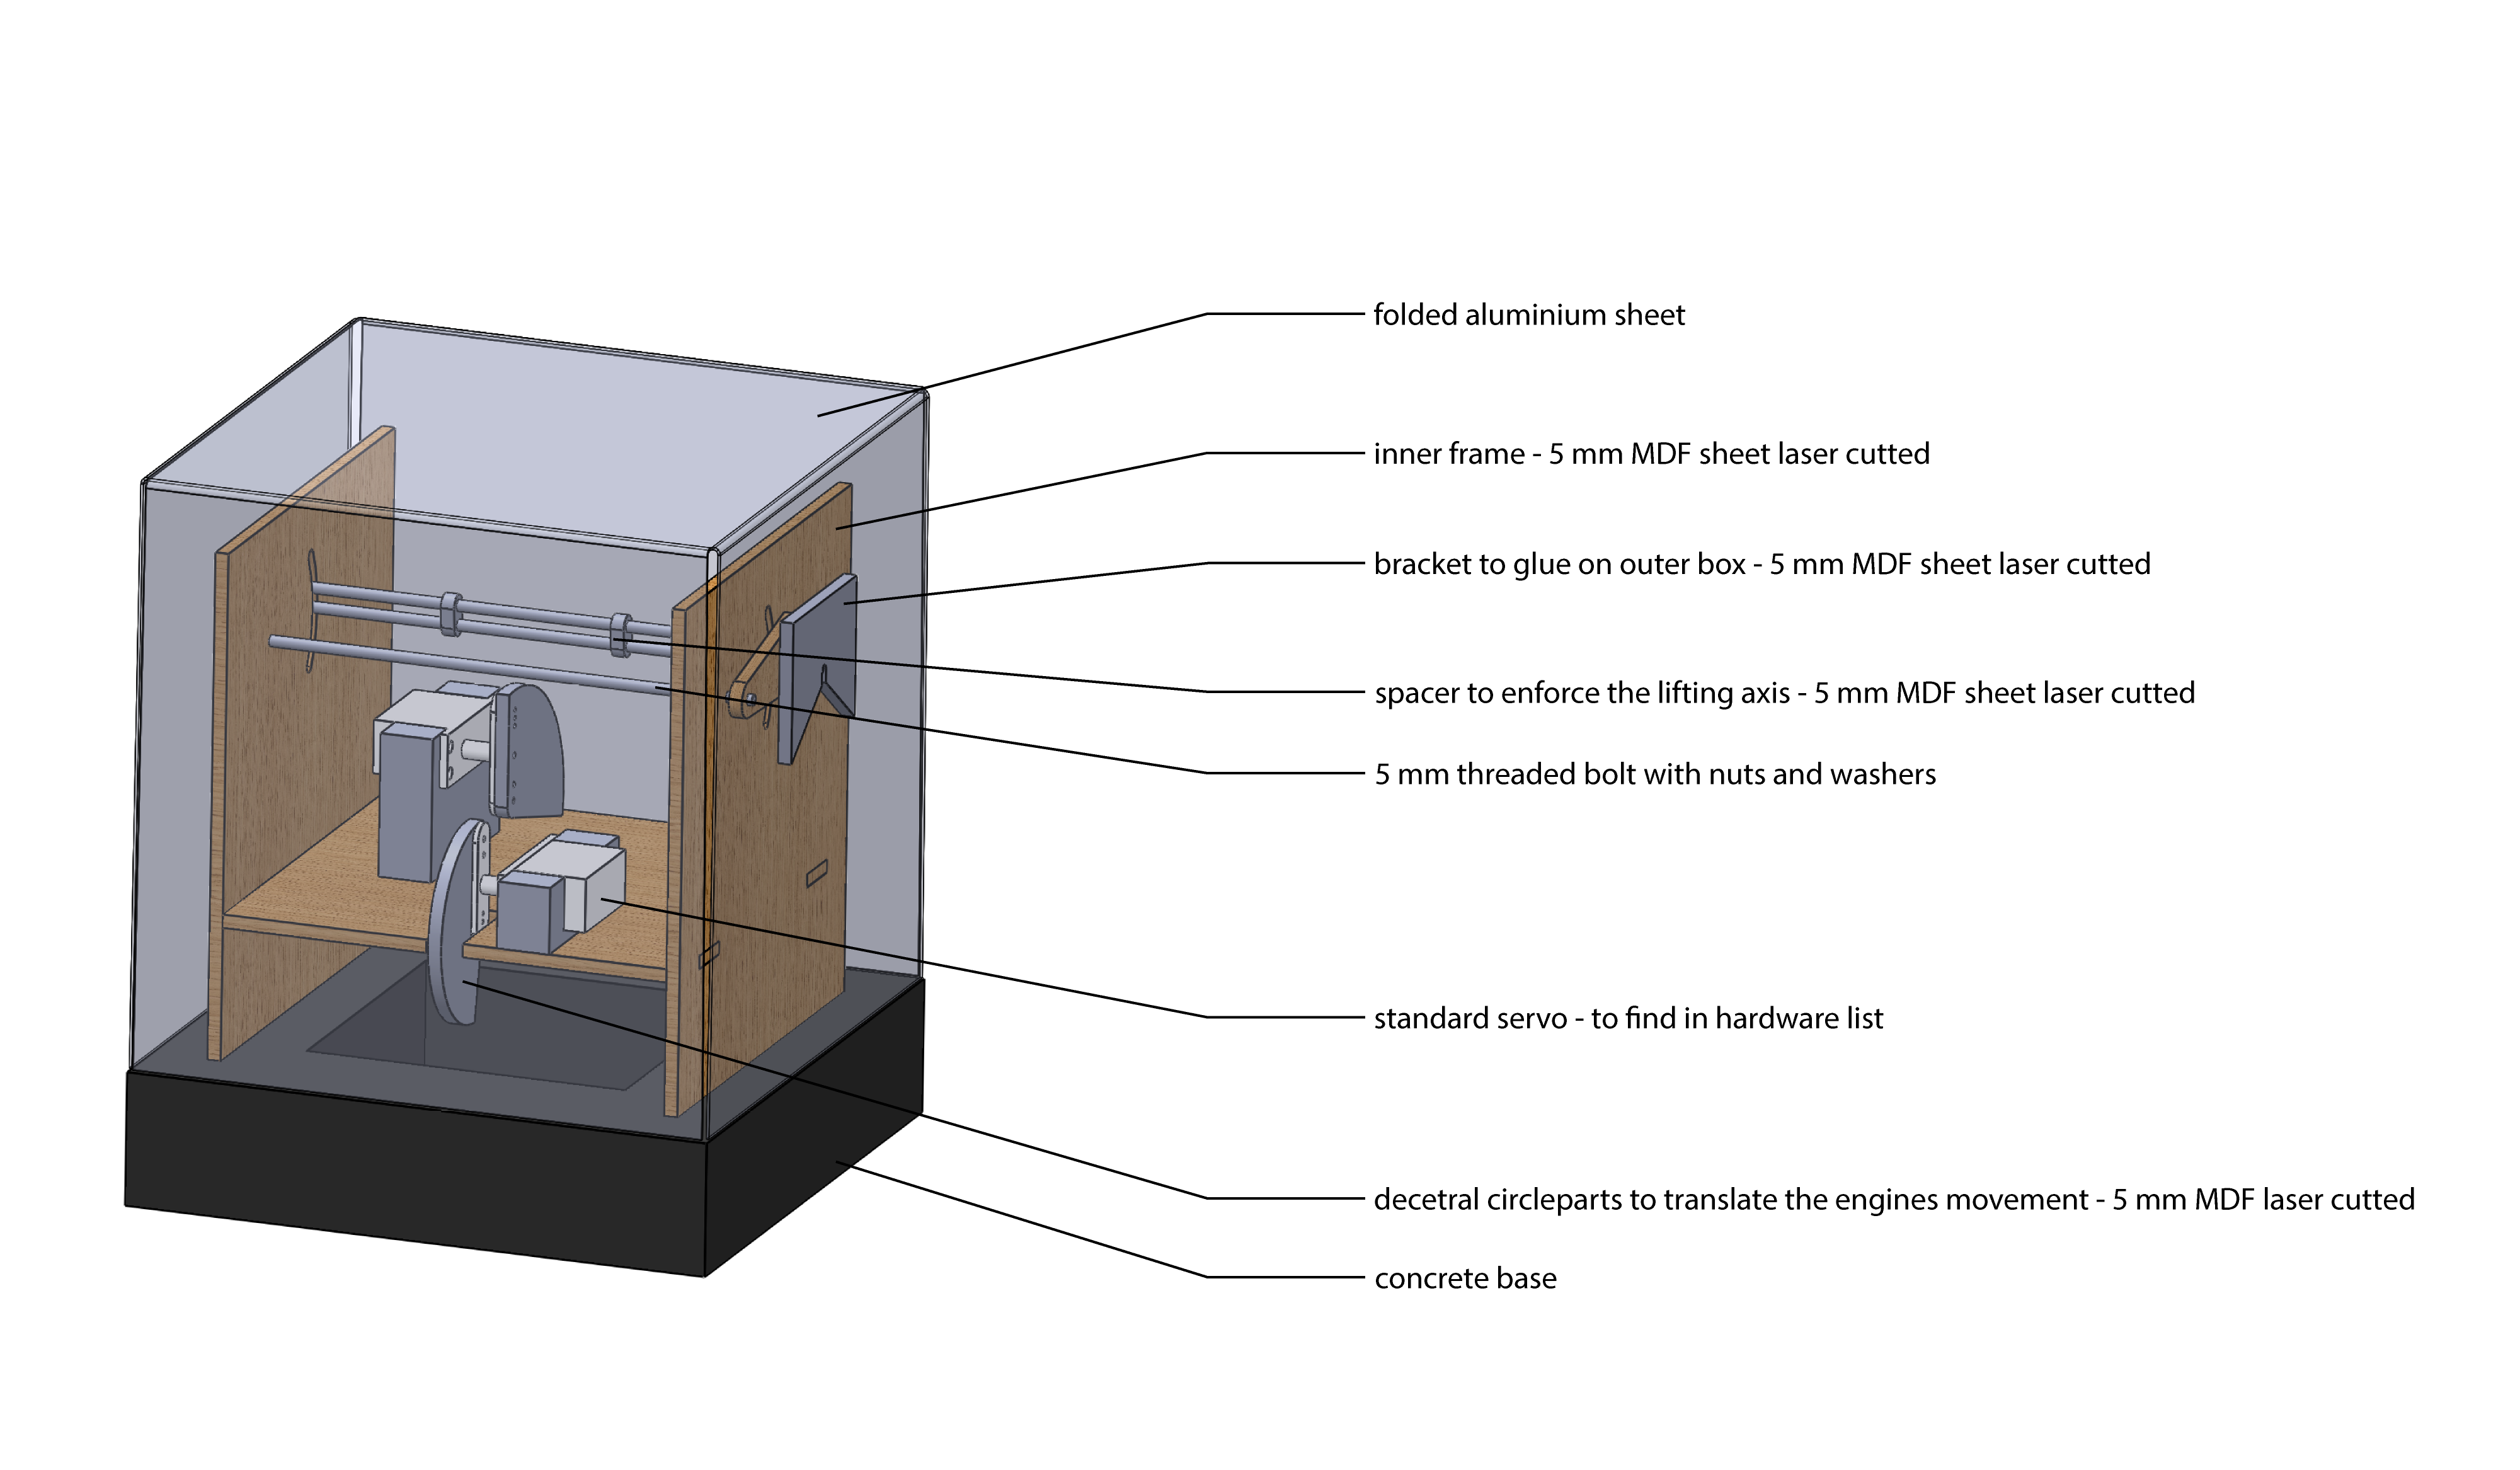 folded aluminium sheet
inner frame - 5 mm MDF sheet laser cutted
bracket to glue on outer box - 5 mm MDF sheet laser cutted
spacer to enforce the lifting axis - 5 mm MDF sheet laser cutted
5 mm threaded bolt with nuts and washers
standard servo - to find in hardware list
decetral circleparts to translate the engines movement - 5 mm MDF laser cutted
concrete base